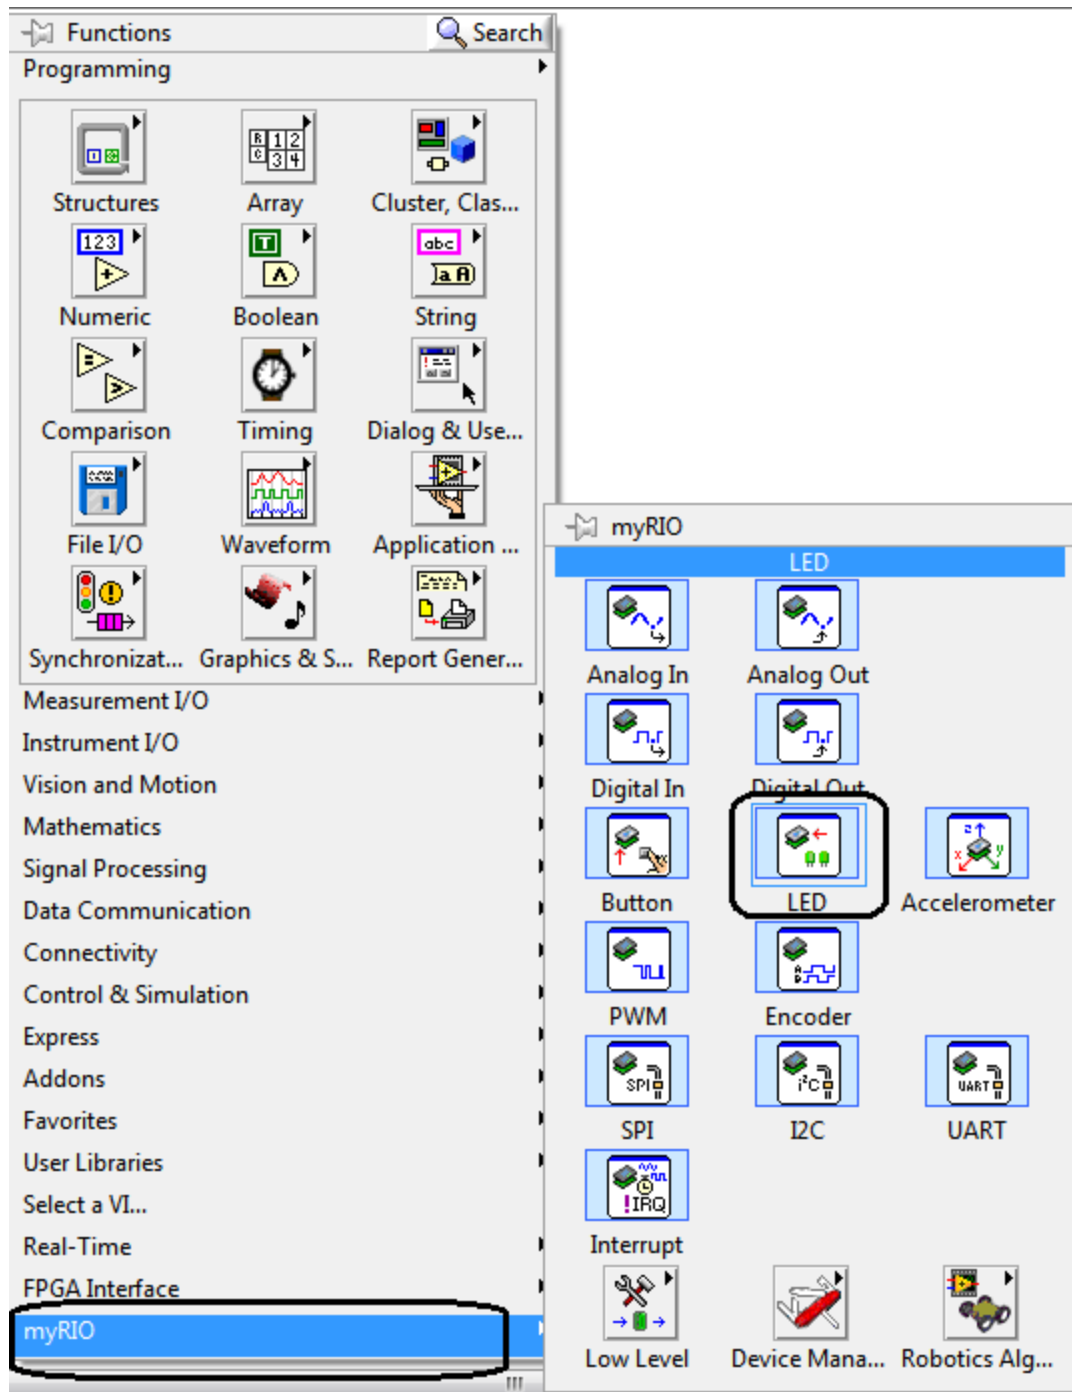 Functions Search
Programming
Structures Array Cluster, Clas...
Numeric Boolean String
Comparison Timing Dialog & Use...
File I/O Waveform Application ...
Synchronizat... Graphics & S... Report Gener...
Measurement I/O
Instrument I/O
Vision and Motion
Mathematics
Signal Processing
Data Communication
Connectivity
Control & Simulation
Express
Addons
Favorites
User Libraries
Select a VI...
Real-Time
FPGA Interface
myRIO
myRIO
LED
Analog In Analog Out
Digital In Digital Out
Button LED Accelerometer
PWM Encoder
SPI I2C UART
Interrupt
Low Level Device Mana... Robotics Alg...